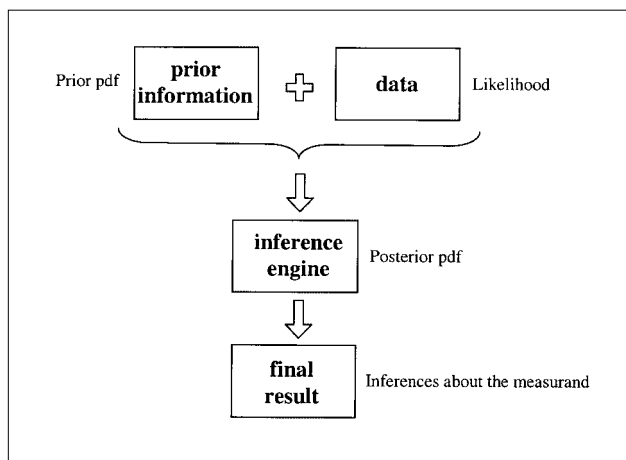 Prior pdf
prior
information
data
Likelihood
inference
engine
Posterior pdf
final
result
Inferences about the measurand